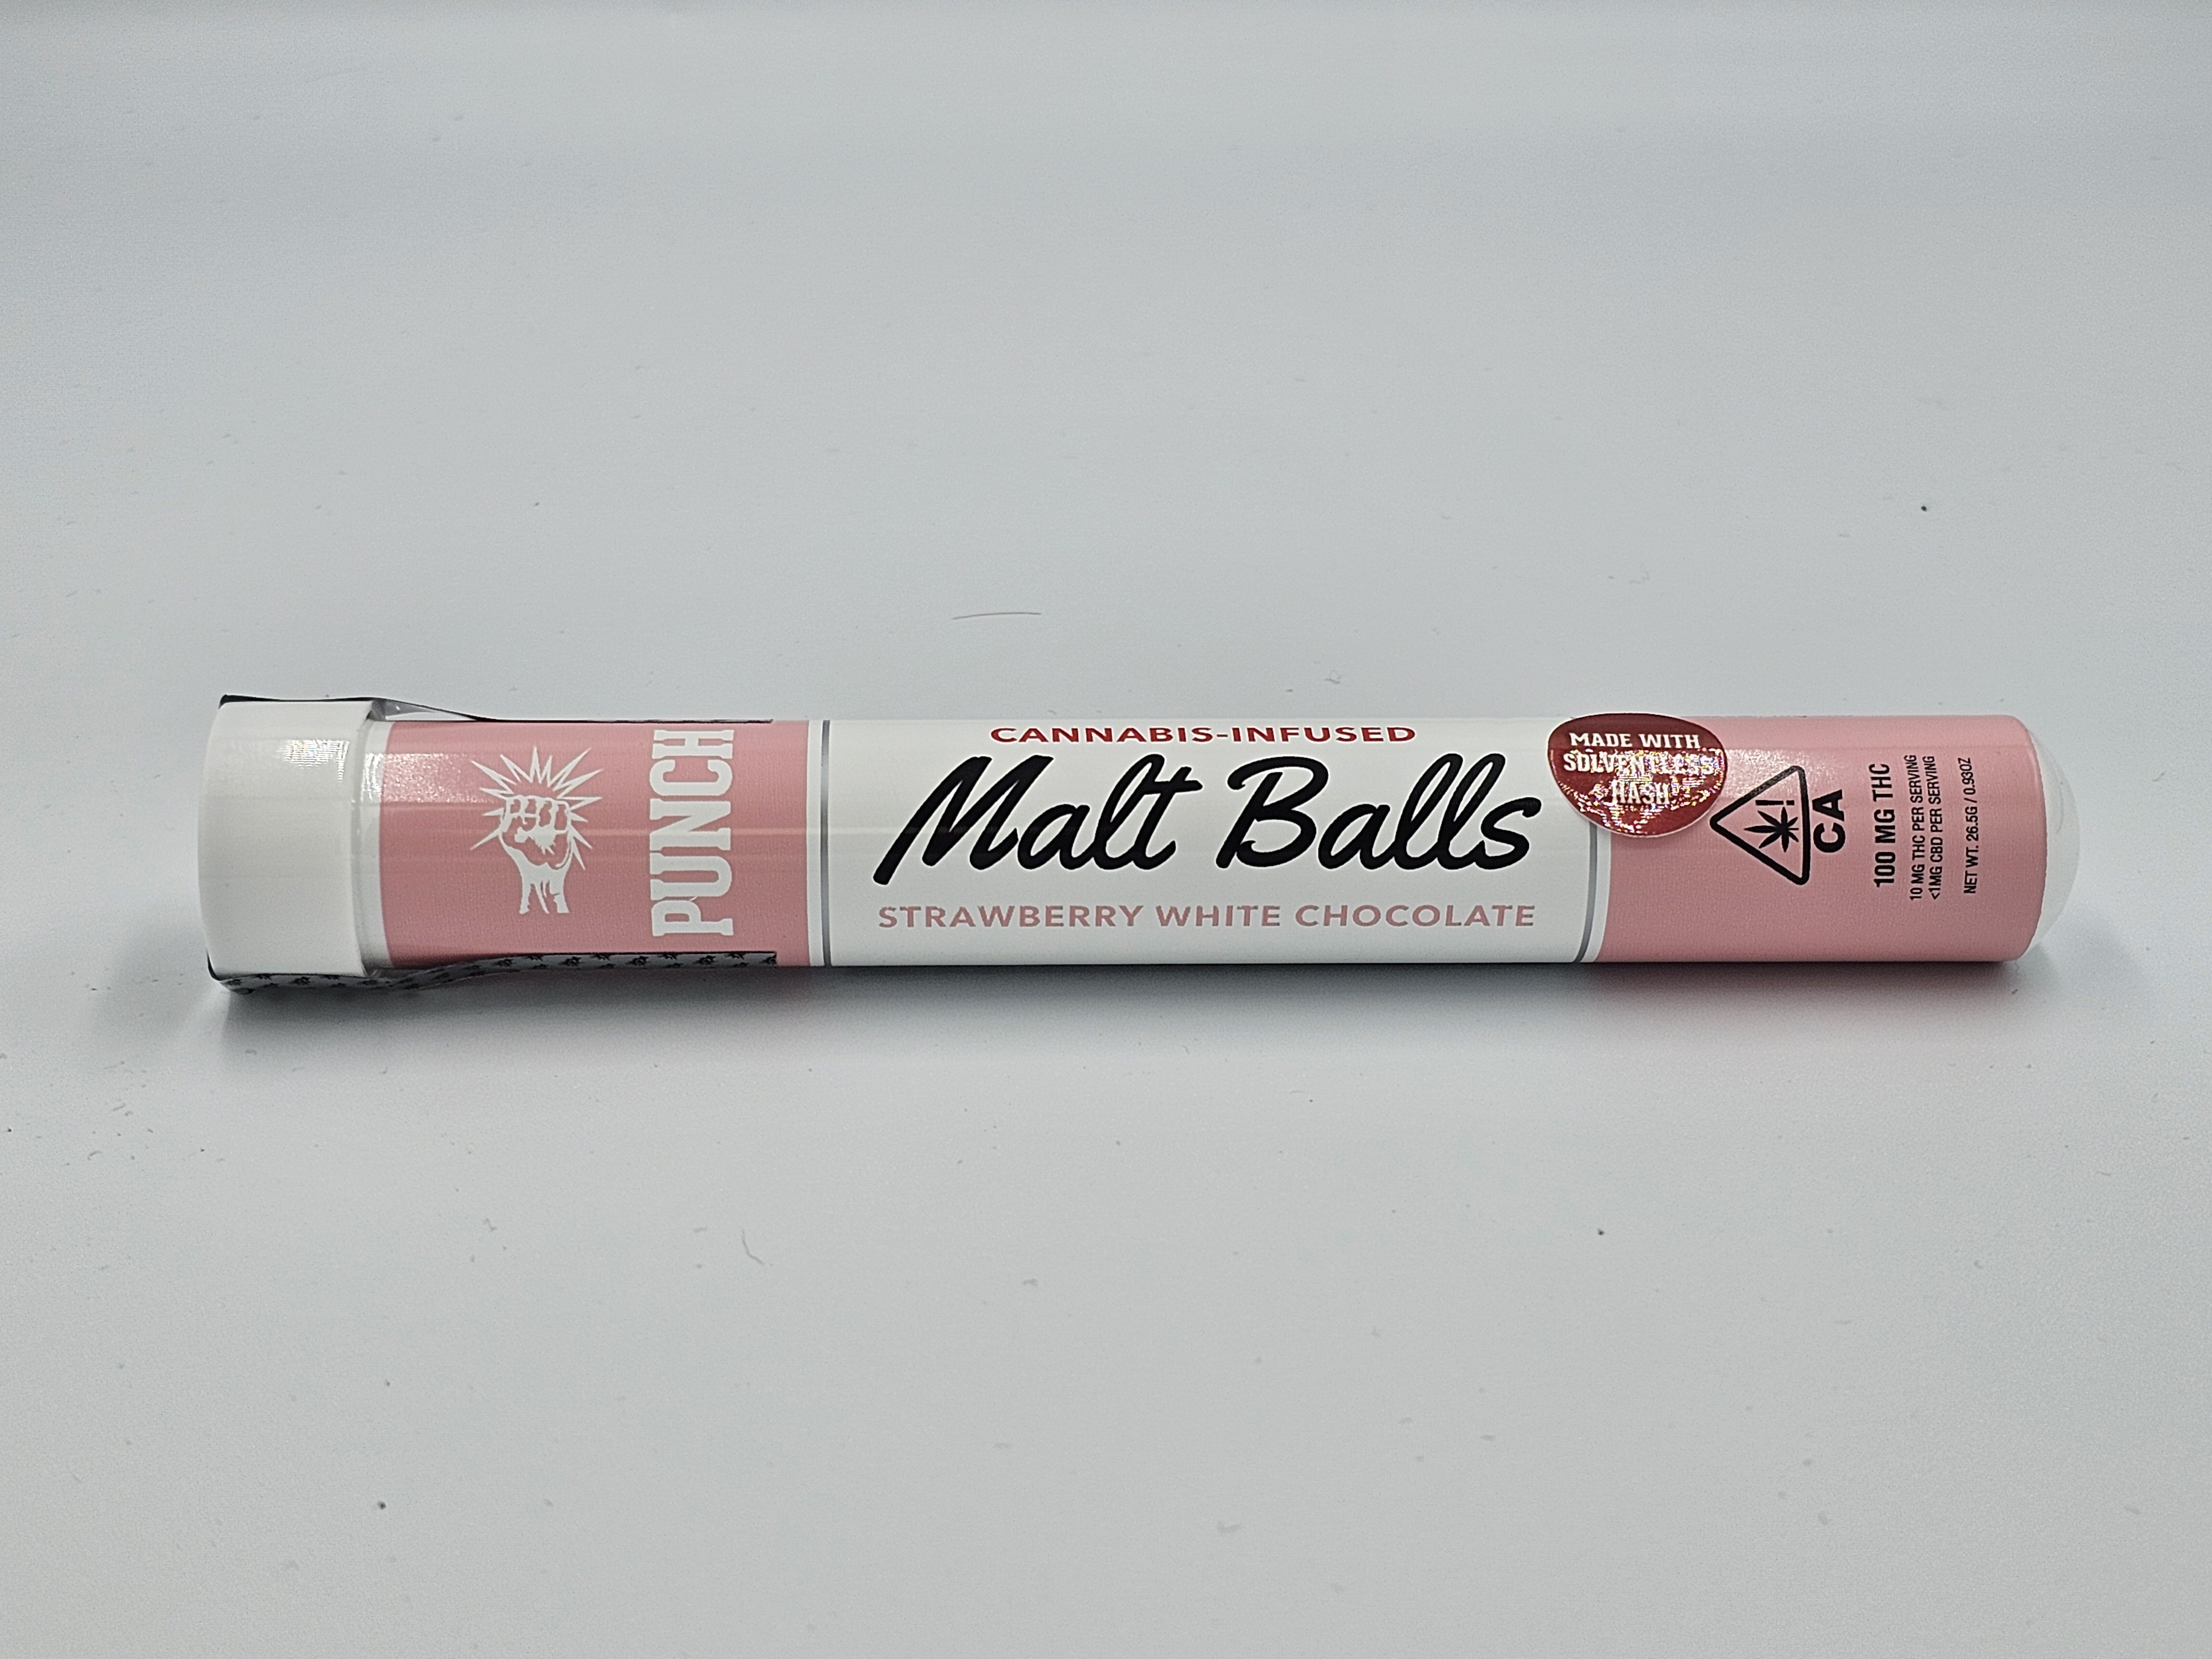 PUNCH
CANNABIS-INFUSED
Malt Balls
STRAWBERRY WHITE CHOCOLATE
MADE WITH
SOLVENTLESS
HASH
!
CA
100 MG THC
10 MG THC PER SERVING
<1MG CBD PER SERVING
NET WT. 26.5G / 0.93OZ